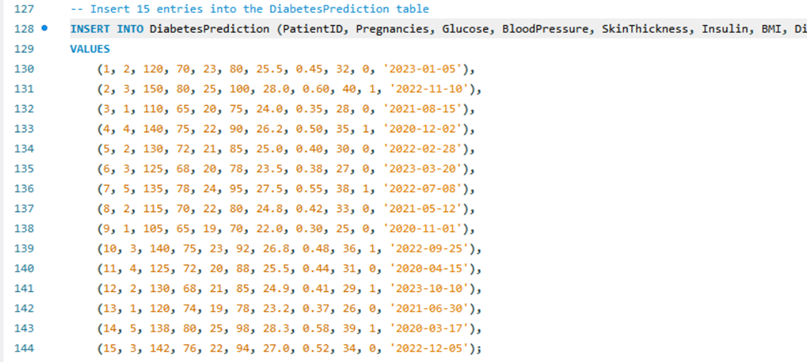 127 -- Insert 15 entries into the DiabetesPrediction table
128 INSERT INTO DiabetesPrediction (PatientID, Pregnancies, Glucose, BloodPressure, SkinThickness, Insulin, BMI, Di
129 VALUES
130 (1, 2, 120, 70, 23, 80, 25.5, 0.45, 32, 0, '2023-01-05'),
131 (2, 3, 150, 80, 25, 100, 28.0, 0.60, 40, 1, '2022-11-10'),
132 (3, 1, 110, 65, 20, 75, 24.0, 0.35, 28, 0, '2021-08-15'),
133 (4, 4, 140, 75, 22, 90, 26.2, 0.50, 35, 1, '2020-12-02'),
134 (5, 2, 130, 72, 21, 85, 25.0, 0.40, 30, 0, '2022-02-28'),
135 (6, 3, 125, 68, 20, 78, 23.5, 0.38, 27, 0, '2023-03-20'),
136 (7, 5, 135, 78, 24, 95, 27.5, 0.55, 38, 1, '2022-07-08'),
137 (8, 2, 115, 70, 22, 80, 24.8, 0.42, 33, 0, '2021-05-12'),
138 (9, 1, 105, 65, 19, 70, 22.0, 0.30, 25, 0, '2020-11-01'),
139 (10, 3, 140, 75, 23, 92, 26.8, 0.48, 36, 1, '2022-09-25'),
140 (11, 4, 125, 72, 20, 88, 25.5, 0.44, 31, 0, '2020-04-15'),
141 (12, 2, 130, 68, 21, 85, 24.9, 0.41, 29, 1, '2023-10-10'),
142 (13, 1, 120, 74, 19, 78, 23.2, 0.37, 26, 0, '2021-06-30'),
143 (14, 5, 138, 80, 25, 98, 28.3, 0.58, 39, 1, '2020-03-17'),
144 (15, 3, 142, 76, 22, 94, 27.0, 0.52, 34, 0, '2022-12-05');